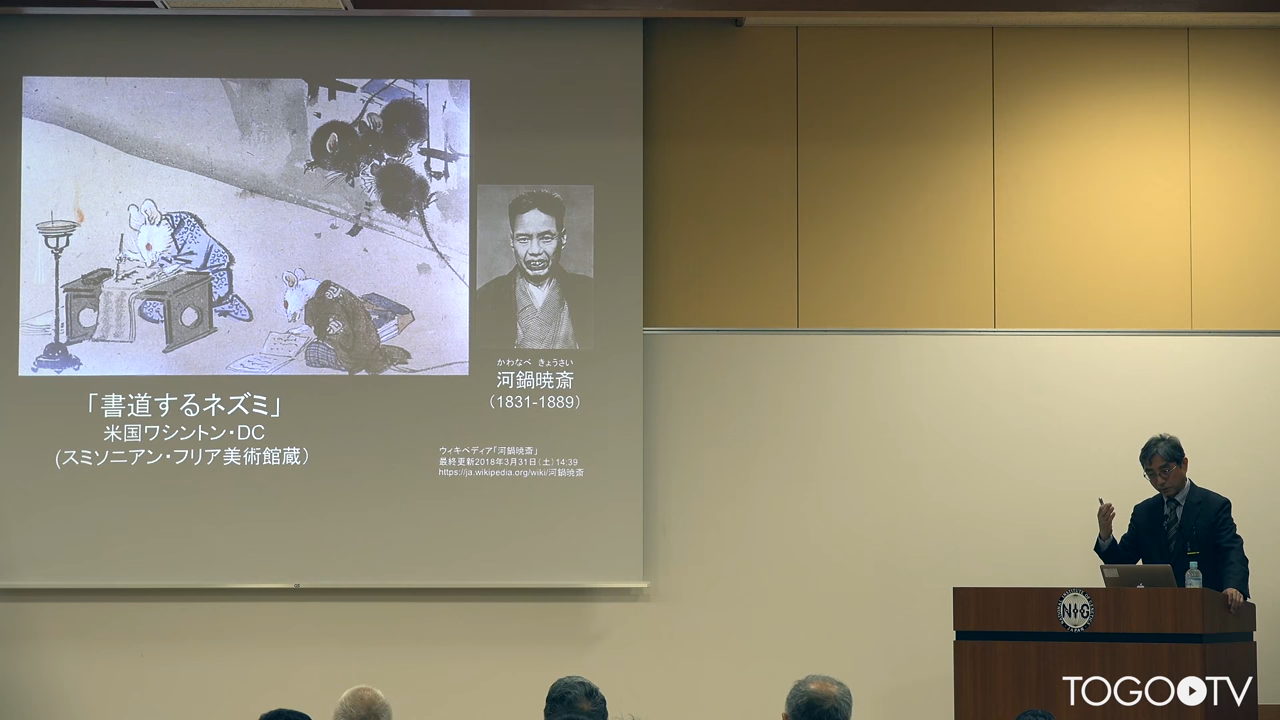 「書道するネズミ」
米国ワシントン・DC
(スミソニアン・フリア美術館蔵)
かわなべ きょうさい
河鍋暁斎
(1831-1889)
ウィキペディア「河鍋暁斎」
最終更新2018年3月31日(土)14:39
https://ja.wikipedia.org/wiki/河鍋暁斎
NIG
JAPAN
TOGOTV